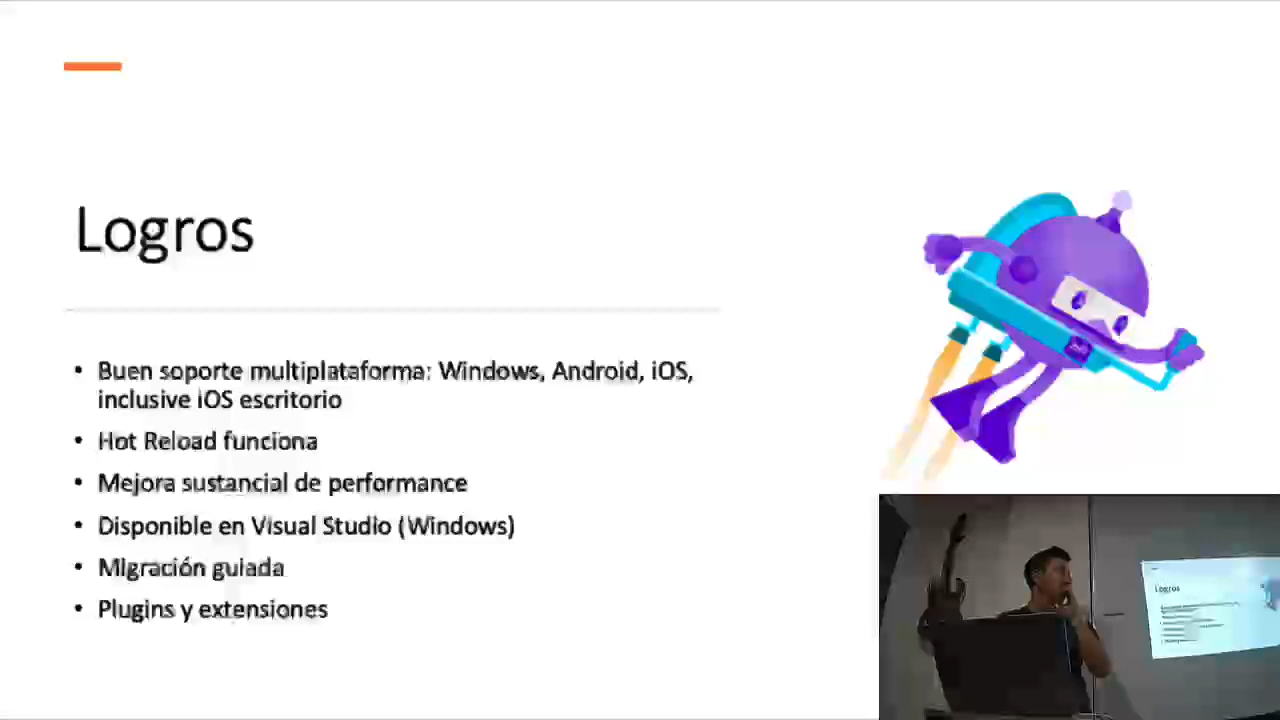 Logros
• Buen soporte multiplataforma: Windows, Android, iOS,
inclusive iOS escritorio
• Hot Reload funciona
• Mejora sustancial de performance
• Disponible en Visual Studio (Windows)
• Migración guiada
• Plugins y extensiones
Logros